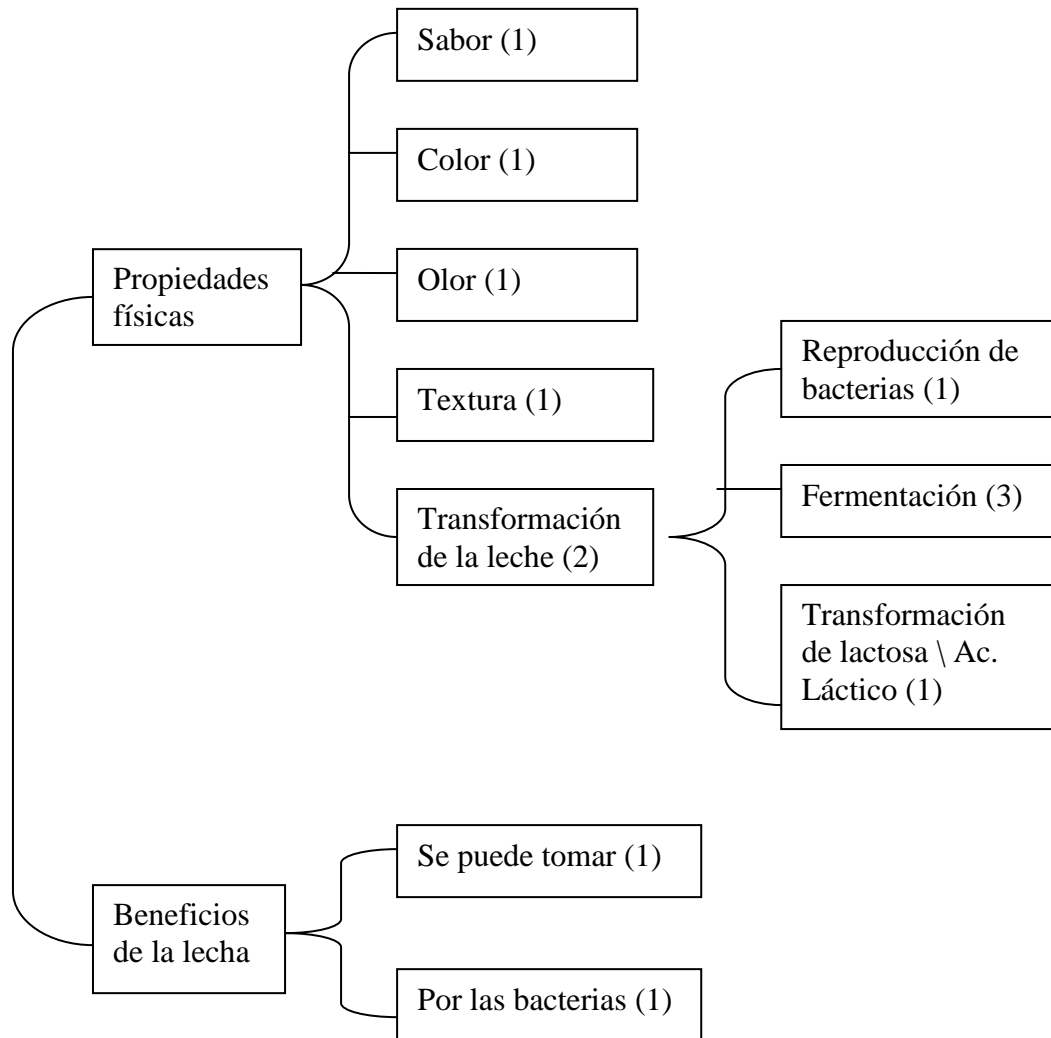 Sabor (1)
Color (1)
Olor (1)
Textura (1)
Transformación
de la leche (2)
Propiedades
físicas
Reproducción de
bacterias (1)
Fermentación (3)
Transformación
de lactosa \ Ac.
Láctico (1)
Se puede tomar (1)
Beneficios
de la lecha
Por las bacterias (1)